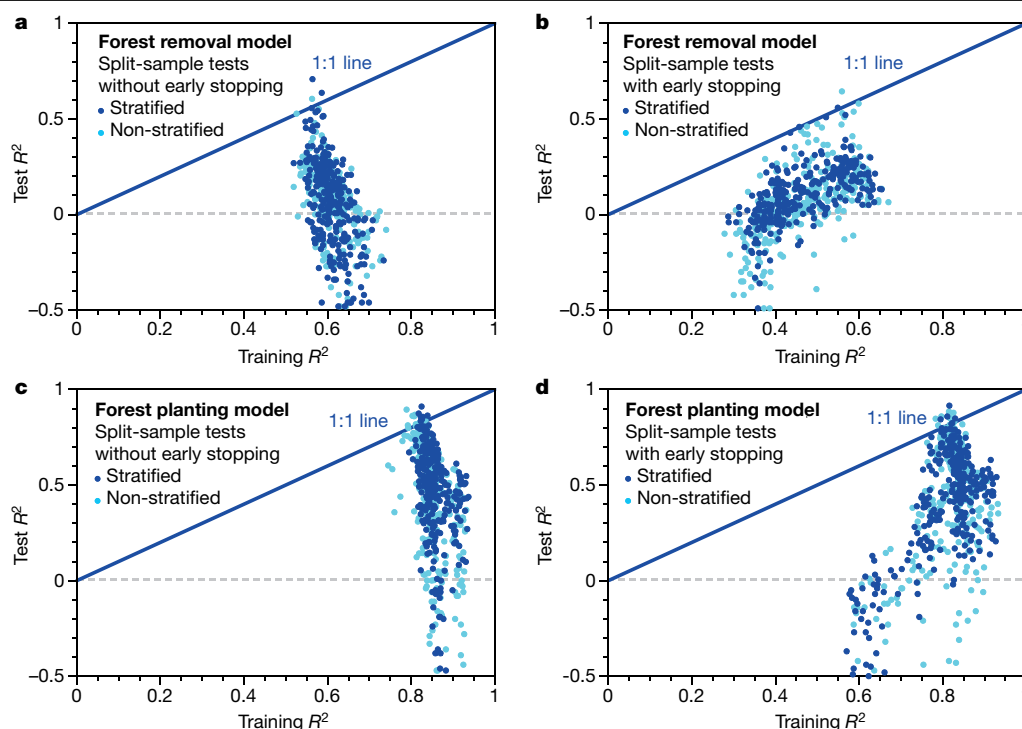 a
1
Forest removal model
Split-sample tests
without early stopping
Stratified
Non-stratified
1:1 line
0.5
0
–0.5
Test R²
0
0.2
0.4
0.6
0.8
1
Training R²
b
1
Forest removal model
Split-sample tests
with early stopping
Stratified
Non-stratified
1:1 line
0.5
0
–0.5
Test R²
0
0.2
0.4
0.6
0.8
Training R²
c
1
Forest planting model
Split-sample tests
without early stopping
Stratified
Non-stratified
1:1 line
0.5
0
–0.5
Test R²
0
0.2
0.4
0.6
0.8
1
Training R²
d
1
Forest planting model
Split-sample tests
with early stopping
Stratified
Non-stratified
1:1 line
0.5
0
-0.5
Test R²
0
0.2
0.4
0.6
0.8
Training R²